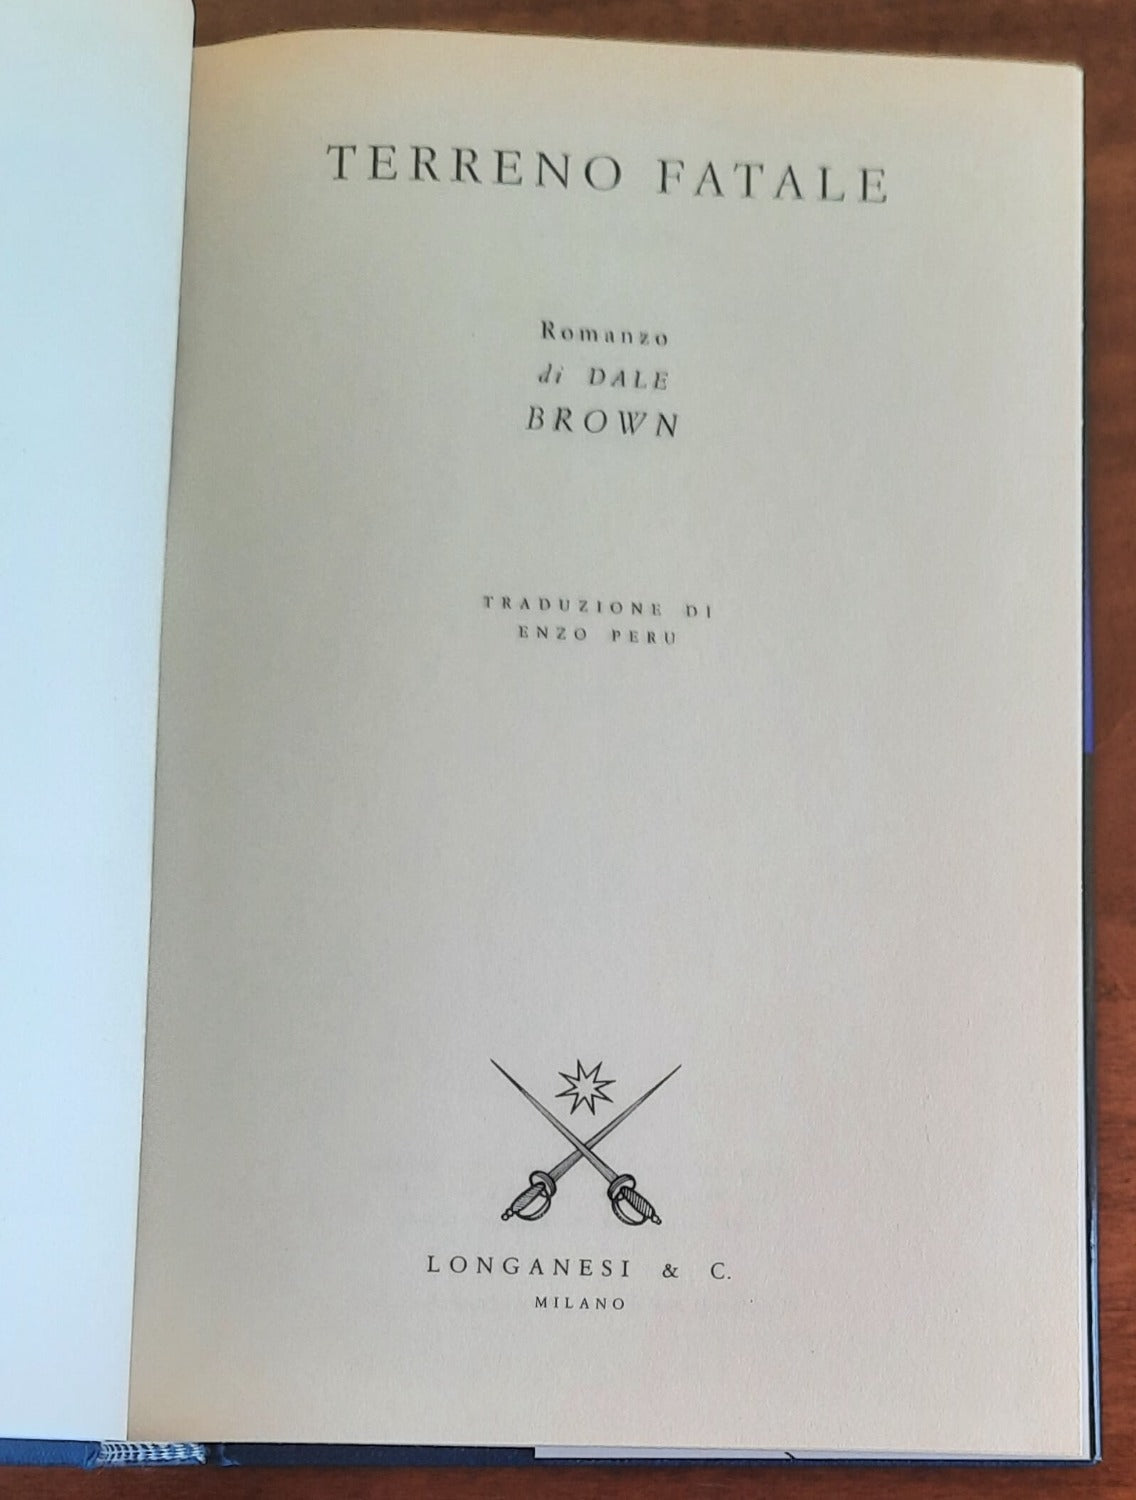 TERRENO FATALE
Romanzo
di DALE
BROWN
TRADUZIONE DI
ENZO PERU
LONGANESI & C.
MILANO